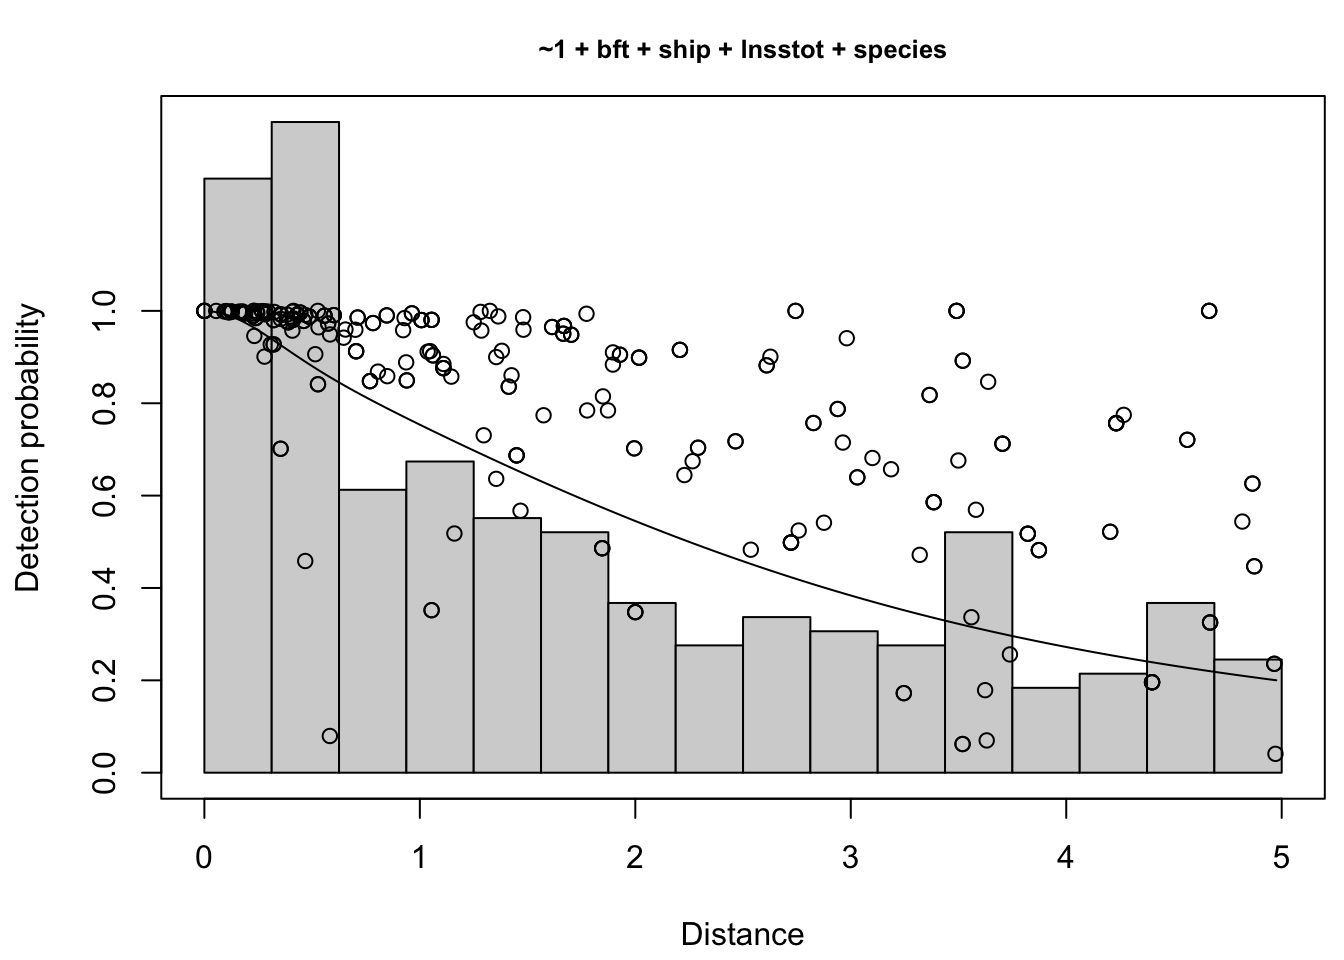 ~1 + bft + ship + lnsstot + species
Detection probability
1.0
0.8
0.6
0.4
0.2
0.0
0 1 2 3 4 5
Distance